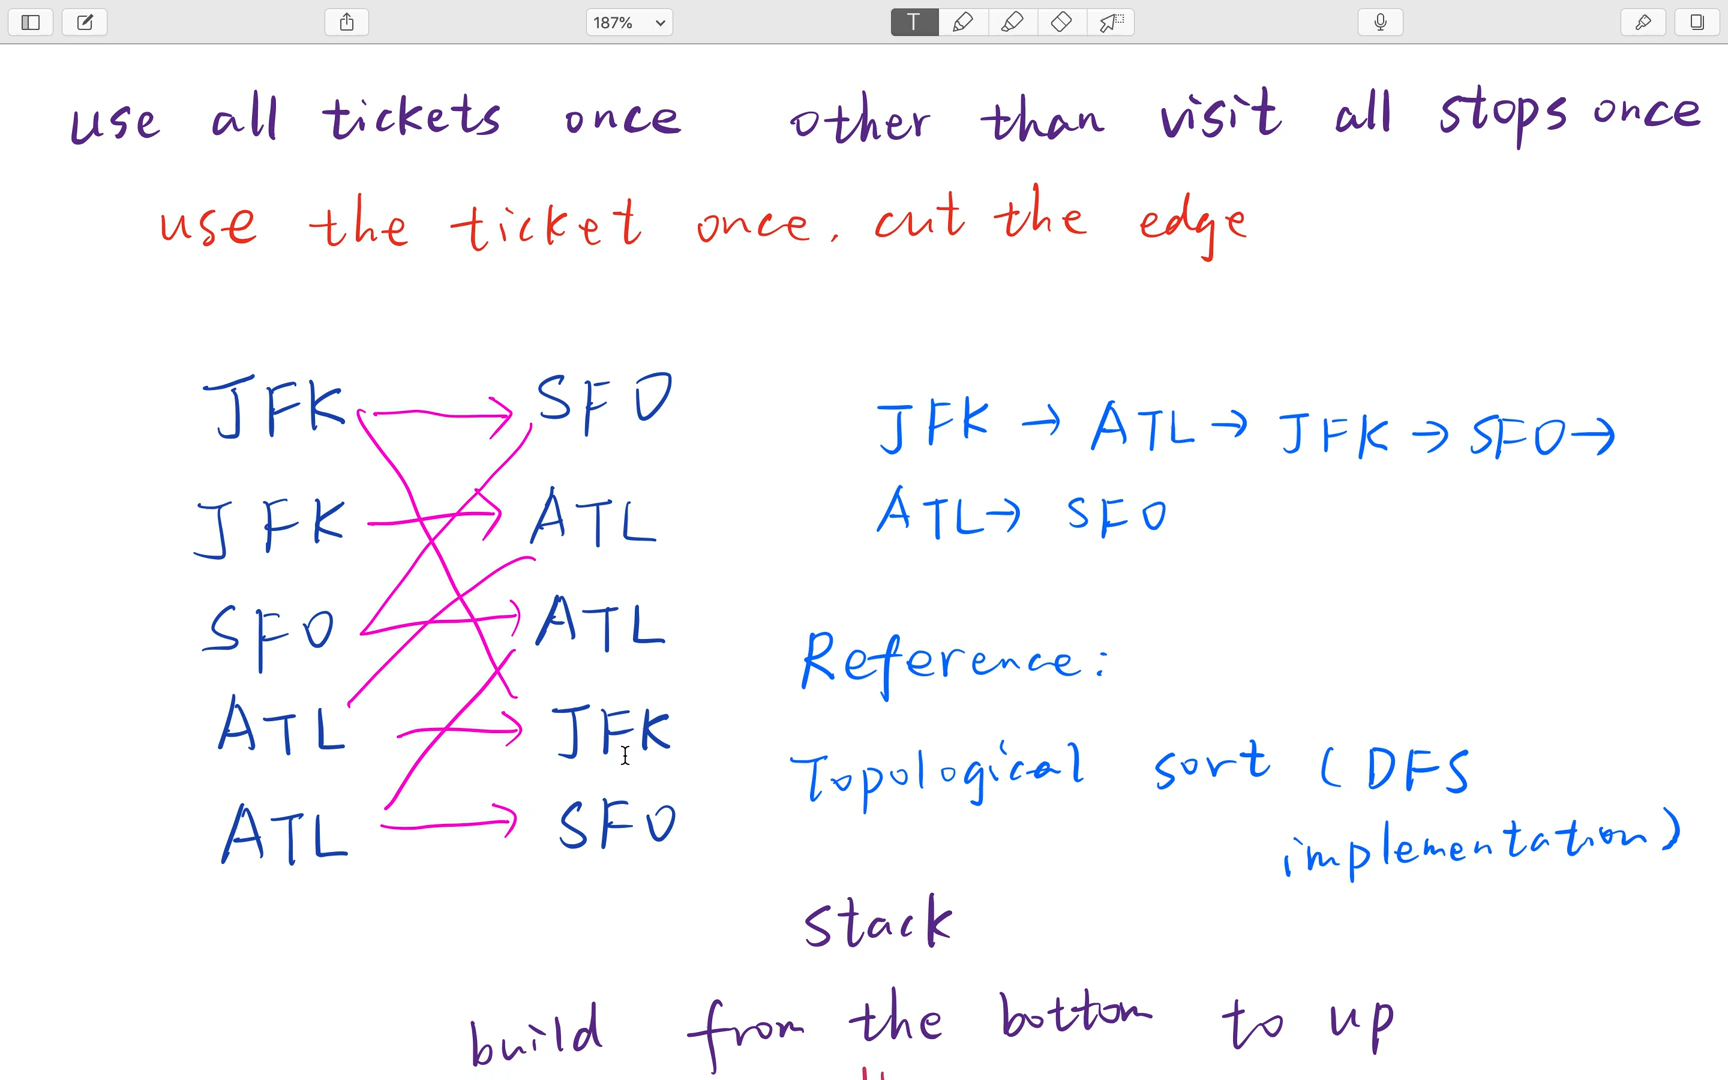 187%
T
use all tickets once other than visit all stops once
use the ticket once. cut the edge
JFK SFO
JFK ATL
SFO ATL
ATL JFK
ATL SFO
JFK → ATL → JFK → SFO →
ATL → SFO
Reference:
Topological sort (DFS
implementation)
stack
build from the bottom to up